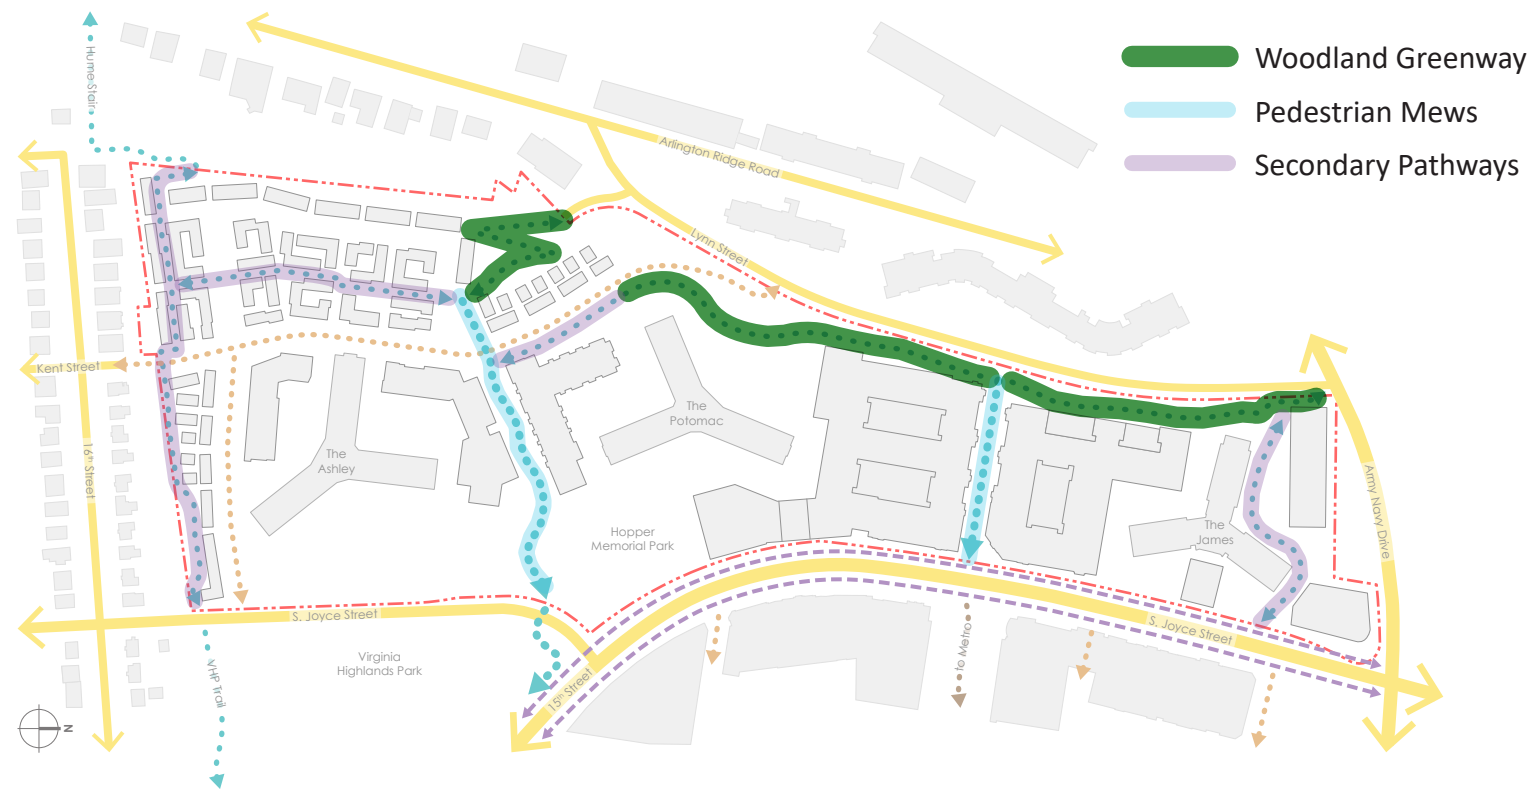 Woodland Greenway
Pedestrian Mews
Secondary Pathways
Hume Stair
Arlington Ridge Road
Lynn Street
Kent Street
16th Street
The
Ashley
The
Potomac
Hopper
Memorial Park
The
James
Army Navy Drive
S. Joyce Street
S. Joyce Street
Virginia
Highlands Park
VHP Trail
15th Street
to Metro
N